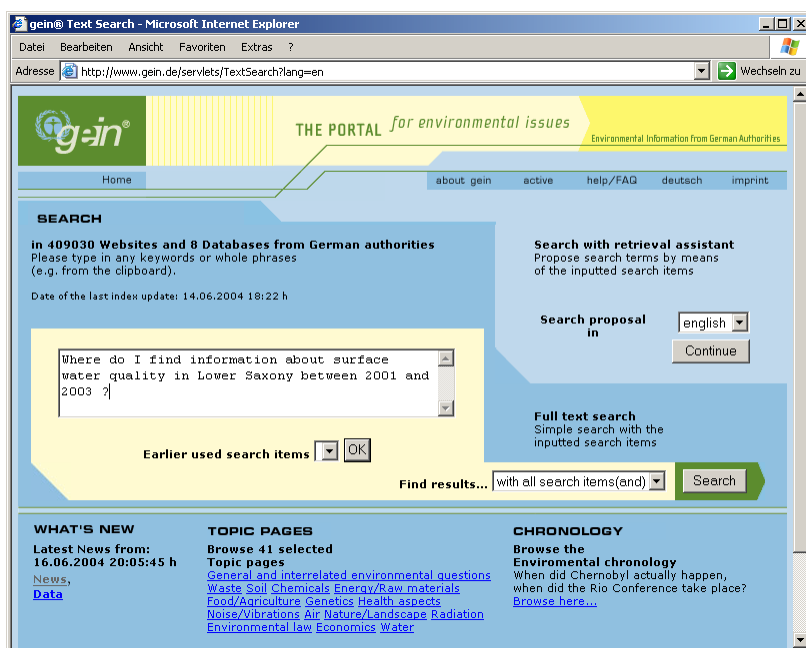 gein® Text Search - Microsoft Internet Explorer
Datei Bearbeiten Ansicht Favoriten Extras ?
Adresse http://www.gein.de/servlets/TextSearch?lang=en Wechseln zu
gein®
THE PORTAL for environmental issues
Environmental Information from German Authorities
Home about gein active help/FAQ deutsch imprint
SEARCH
in 409030 Websites and 8 Databases from German authorities
Please type in any keywords or whole phrases
(e.g. from the clipboard).
Date of the last index update: 14.06.2004 18:22 h
Search with retrieval assistant
Propose search terms by means
of the inputted search items
Search proposal
in
english
Continue
Where do I find information about surface
water quality in Lower Saxony between 2001 and
2003 ?
Earlier used search items OK
Full text search
Simple search with the
inputted search items
Find results... with all search items(and) Search
WHAT'S NEW
Latest News from:
16.06.2004 20:05:45 h
News,
Data
TOPIC PAGES
Browse 41 selected
Topic pages
General and interrelated environmental questions
Waste Soil Chemicals Energy/Raw materials
Food/Agriculture Genetics Health aspects
Noise/Vibrations Air Nature/Landscape Radiation
Environmental law Economics Water
CHRONOLOGY
Browse the
Enviromental chronology
When did Chernobyl actually happen,
when did the Rio Conference take place?
Browse here...